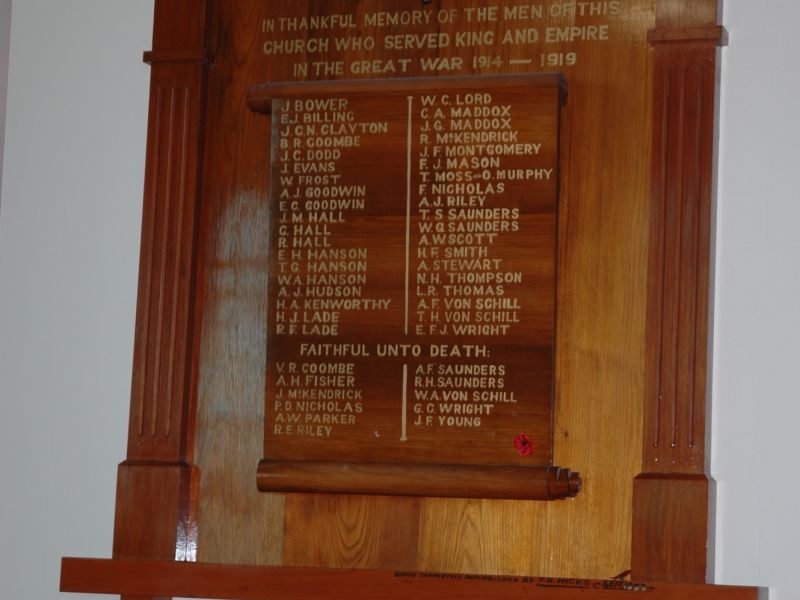 IN THANKFUL MEMORY OF THE MEN OF THIS
CHURCH WHO SERVED KING AND EMPIRE
IN THE GREAT WAR 1914 — 1919
J. BOWER
E.J. BILLING
J.C.N. CLAYTON
B.R. COOMBE
J.C. DODD
J. EVANS
W. FROST
A.J. GOODWIN
E.C. GOODWIN
J.M. HALL
C. HALL
R. HALL
E.H. HANSON
T.G. HANSON
W.A. HANSON
A.J. HUDSON
H.A. KENWORTHY
H.J. LADE
R.F. LADE
W.C. LORD
C.A. MADDOX
J.G. MADDOX
R. McKENDRICK
J.F. MONTGOMERY
F.J. MASON
T. MOSS-O.MURPHY
F. NICHOLAS
A.J. RILEY
T.S SAUNDERS
W.G. SAUNDERS
A.W. SCOTT
H.F. SMITH
A. STEWART
N.H. THOMPSON
L.R. THOMAS
A.F. VON SCHILL
T.H. VON SCHILL
E.F.J. WRIGHT
FAITHFUL UNTO DEATH:
V.R. COOMBE
A.H. FISHER
J. McKENDRICK
P.D. NICHOLAS
A.W. PARKER
R.E. RILEY
A.F. SAUNDERS
R.H. SAUNDERS
W.A. VON SCHILL
G.C. WRIGHT
J.F. YOUNG
BOARD COMPLETELY BY HICKS